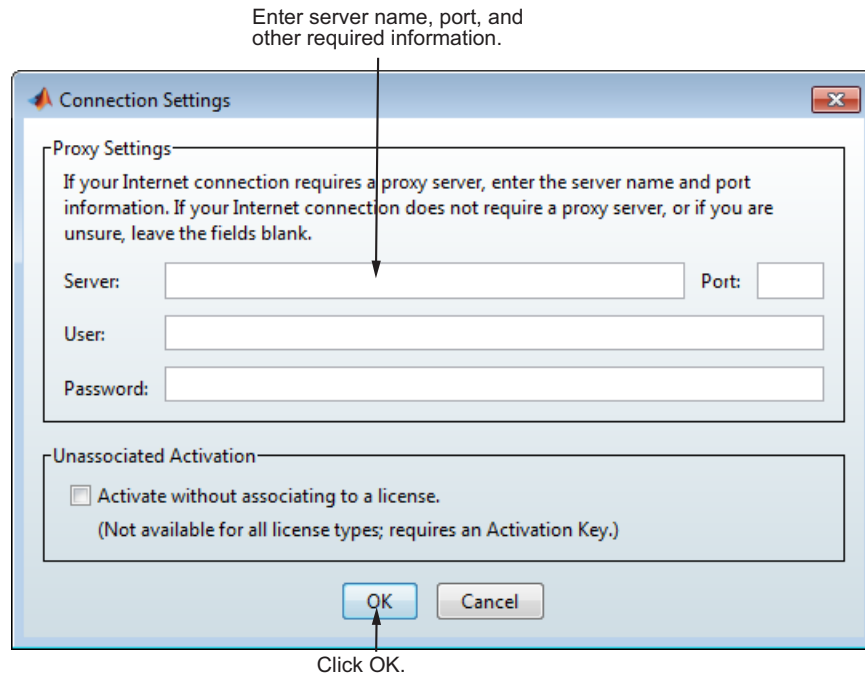 Enter server name, port, and
other required information.
Connection Settings
Proxy Settings
If your Internet connection requires a proxy server, enter the server name and port
information. If your Internet connection does not require a proxy server, or if you are
unsure, leave the fields blank.
Server: Port:
User:
Password:
Unassociated Activation
Activate without associating to a license.
(Not available for all license types; requires an Activation Key.)
OK Cancel
Click OK.